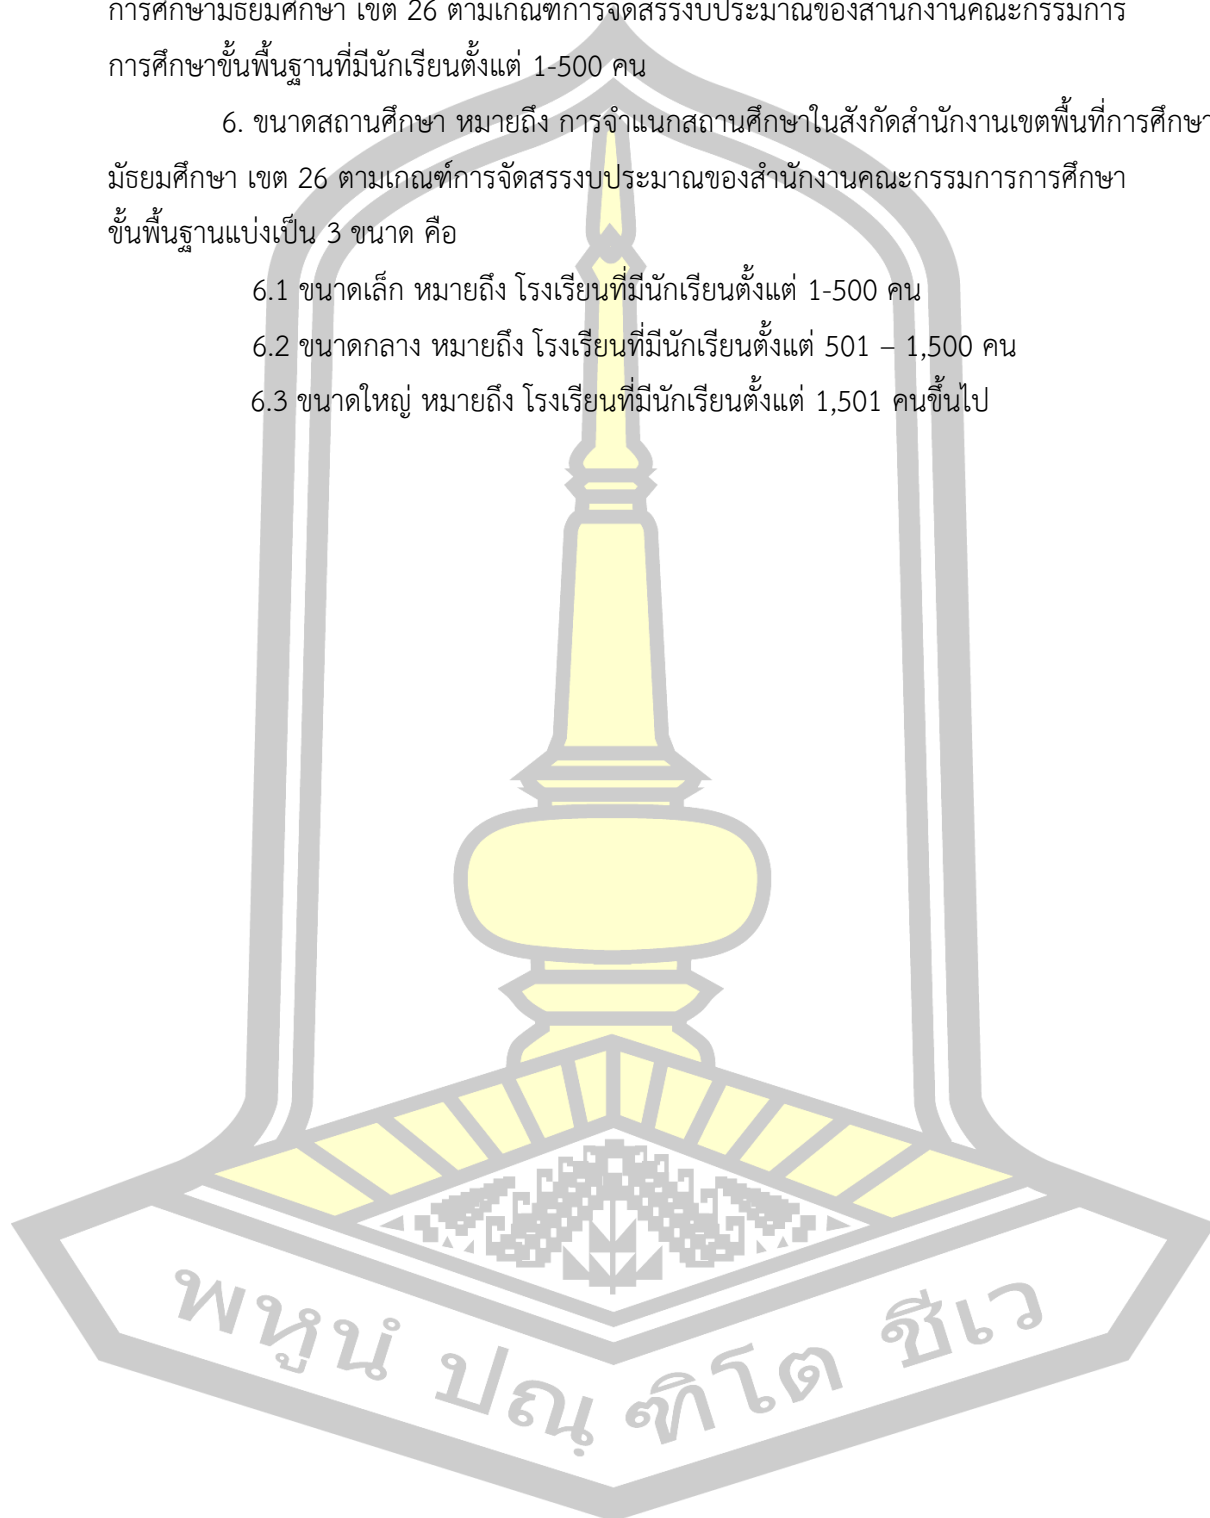 การศึกษามัธยมศึกษา เขต 26 ตามเกณฑ์การจัดสรรงบประมาณของสำนักงานคณะกรรมการ
การศึกษาขั้นพื้นฐานที่มีนักเรียนตั้งแต่ 1-500 คน
6. ขนาดสถานศึกษา หมายถึง การจำแนกสถานศึกษาในสังกัดสำนักงานเขตพื้นที่การศึกษา
มัธยมศึกษา เขต 26 ตามเกณฑ์การจัดสรรงบประมาณของสำนักงานคณะกรรมการการศึกษา
ขั้นพื้นฐานแบ่งเป็น 3 ขนาด คือ
6.1 ขนาดเล็ก หมายถึง โรงเรียนที่มีนักเรียนตั้งแต่ 1-500 คน
6.2 ขนาดกลาง หมายถึง โรงเรียนที่มีนักเรียนตั้งแต่ 501 – 1,500 คน
6.3 ขนาดใหญ่ หมายถึง โรงเรียนที่มีนักเรียนตั้งแต่ 1,501 คนขึ้นไป
พหูนํ ปณฺ ฑิโต ชีเว